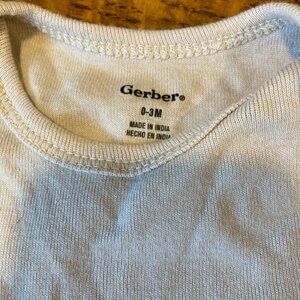 Gerber®
0-3M
MADE IN INDIA
HECHO EN INDIA